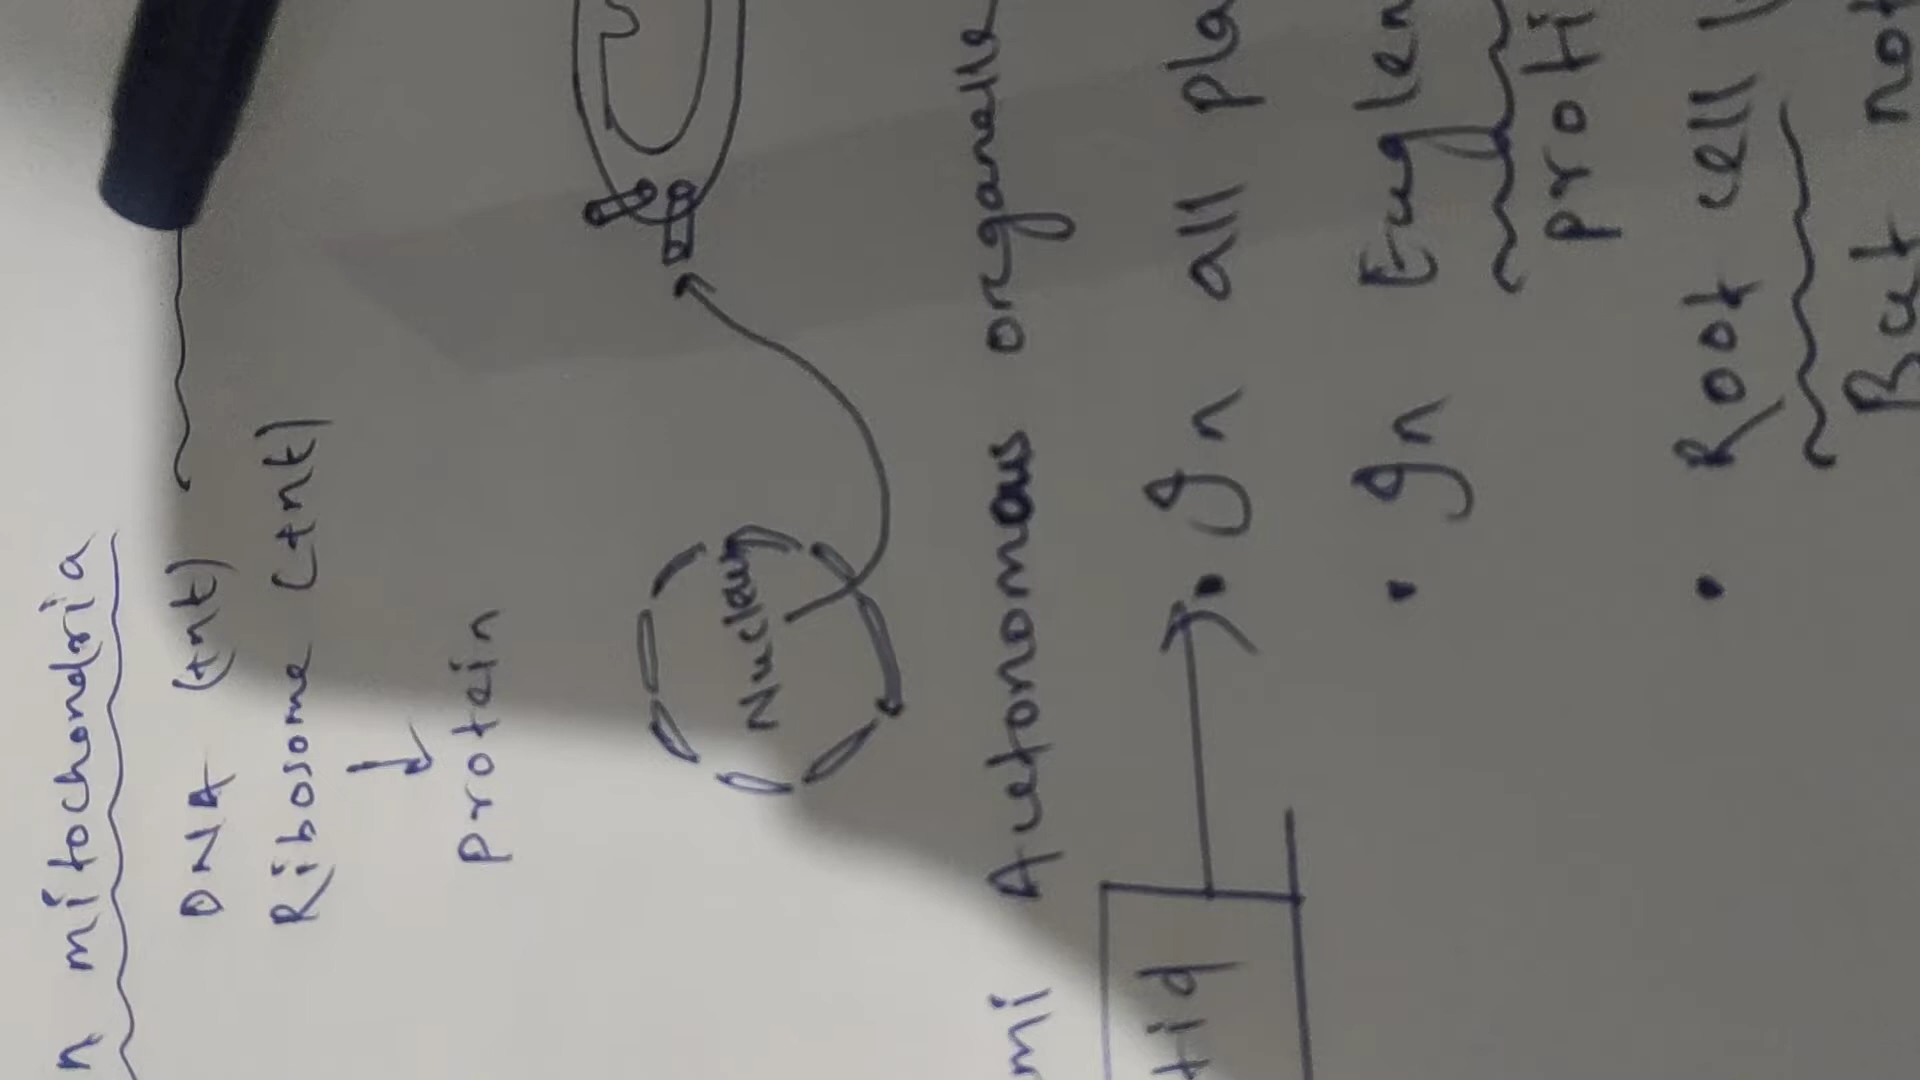 n mitochondria
DNA (+nt)
Ribosome (+nt)
protein
Nucleus
mi Autonomous organelle
tid
• In all pla
• In Euglen
proti
• Root cell
But not